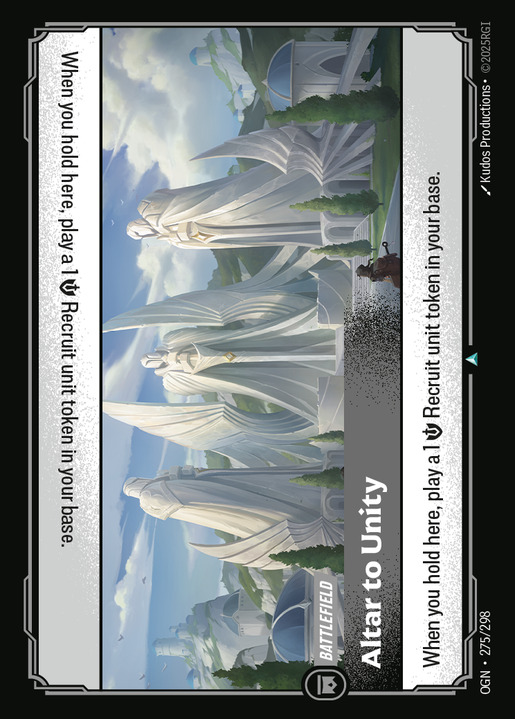 When you hold here, play a 1 Recruit unit token in your base.
BATTLEFIELD
Altar to Unity
When you hold here, play a 1 Recruit unit token in your base.
OGN • 275/298
Kudos Productions • ©2025RGI